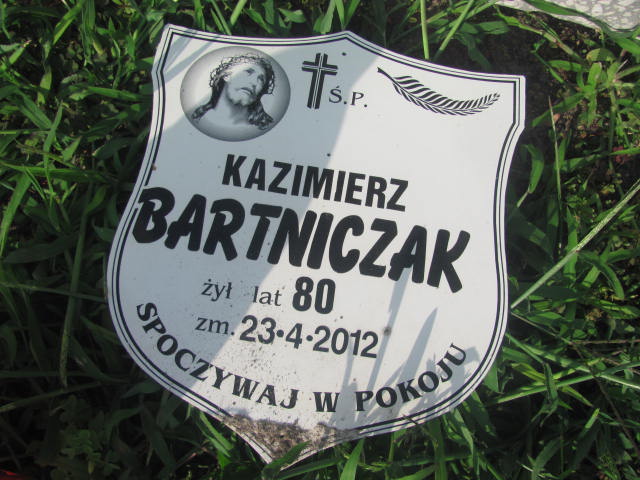 Ś.P.
KAZIMIERZ
BARTNICZAK
żył lat 80
zm. 23·4·2012
SPOCZYWAJ W POKOJU